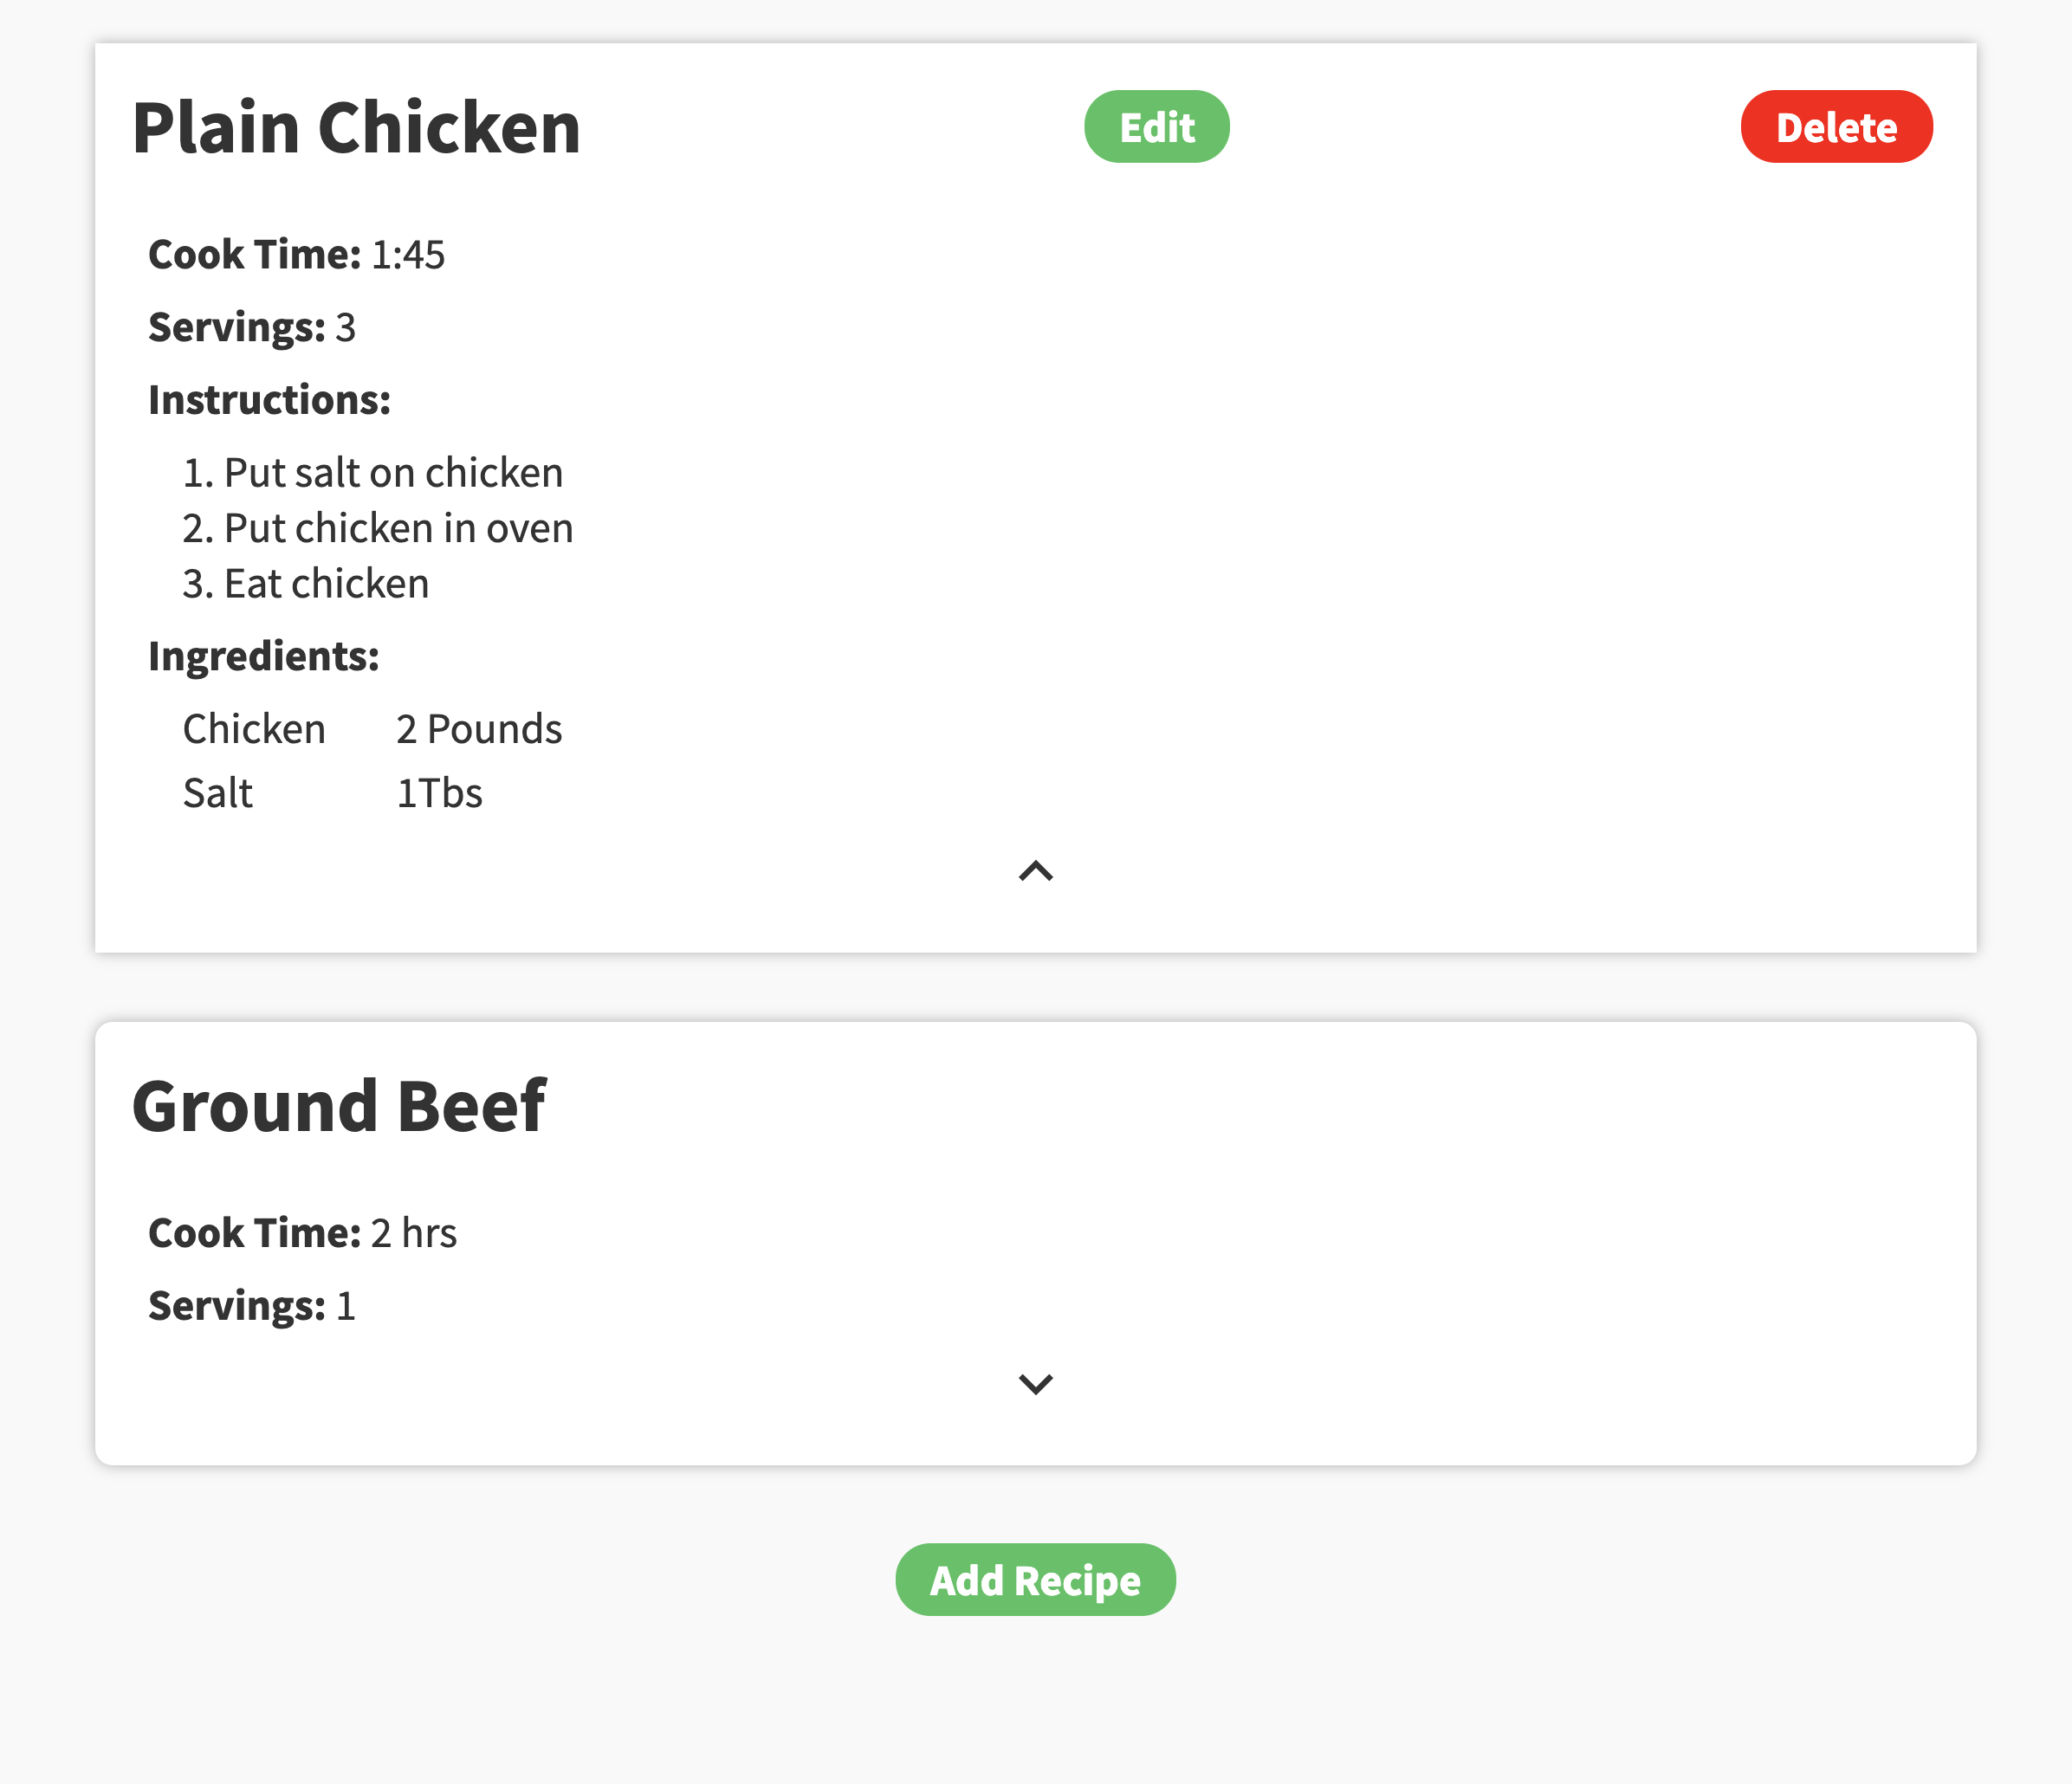 Plain Chicken Edit Delete
Cook Time: 1:45
Servings: 3
Instructions:
1. Put salt on chicken
2. Put chicken in oven
3. Eat chicken
Ingredients:
Chicken 2 Pounds
Salt 1Tbs
Ground Beef
Cook Time: 2 hrs
Servings: 1
Add Recipe